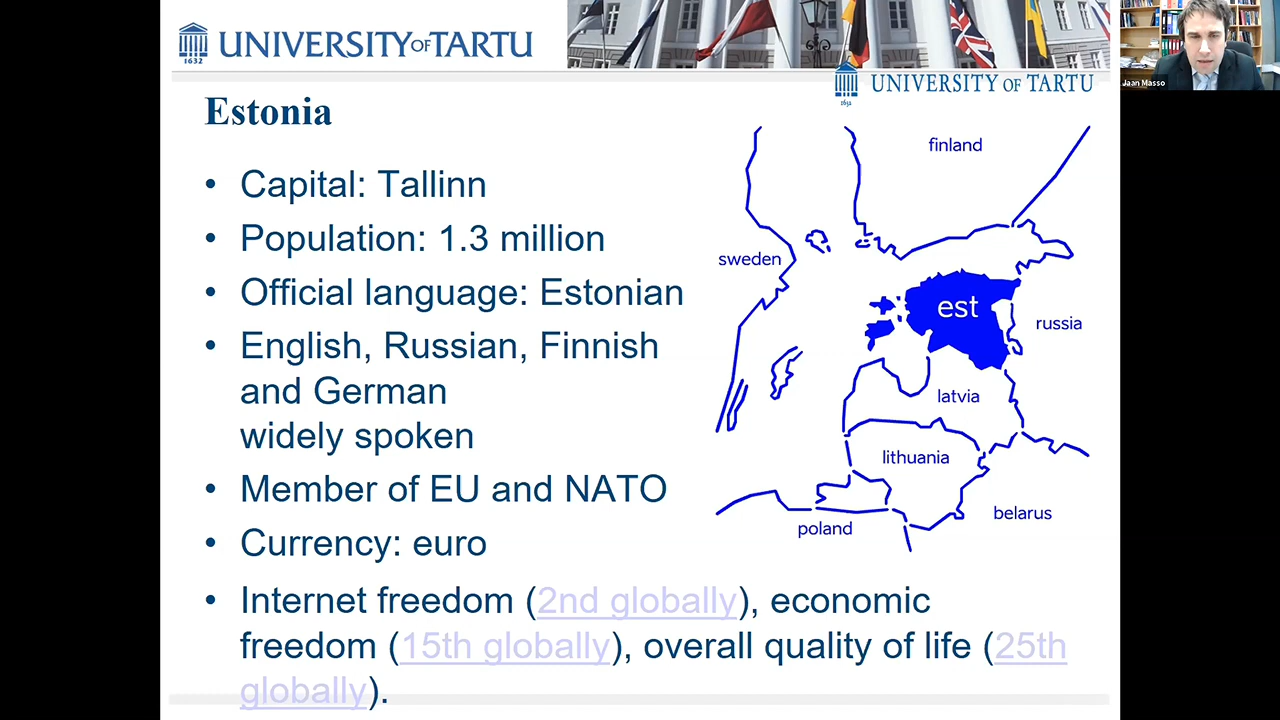 UNIVERSITY OF TARTU
1632
UNIVERSITY OF TARTU
1632
Jaan Masso
Estonia
• Capital: Tallinn
• Population: 1.3 million
• Official language: Estonian
• English, Russian, Finnish
and German
widely spoken
• Member of EU and NATO
• Currency: euro
• Internet freedom (2nd globally), economic
freedom (15th globally), overall quality of life (25th
globally).
finland
sweden
est
russia
latvia
lithuania
belarus
poland